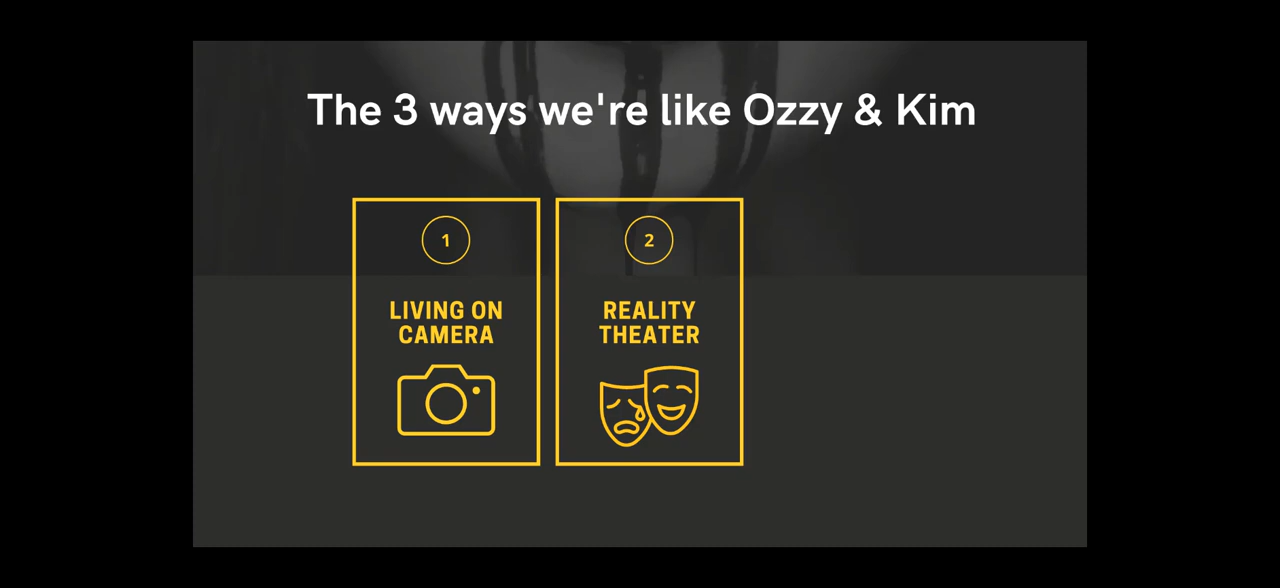 The 3 ways we're like Ozzy & Kim
1
LIVING ON
CAMERA
2
REALITY
THEATER